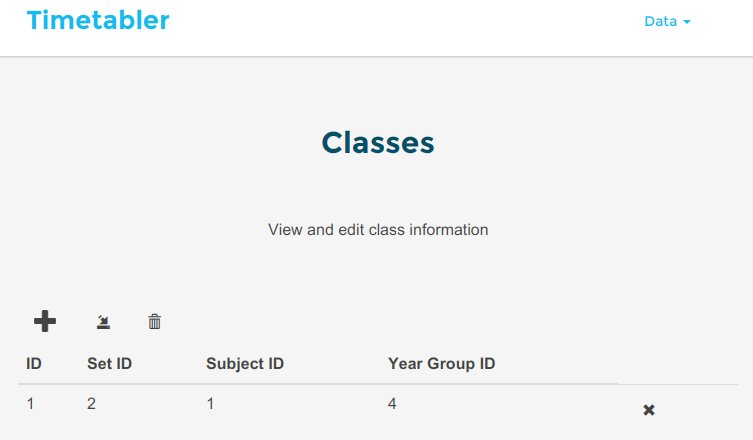 Timetabler
Data
Classes
View and edit class information
ID Set ID Subject ID Year Group ID
1 2 1 4